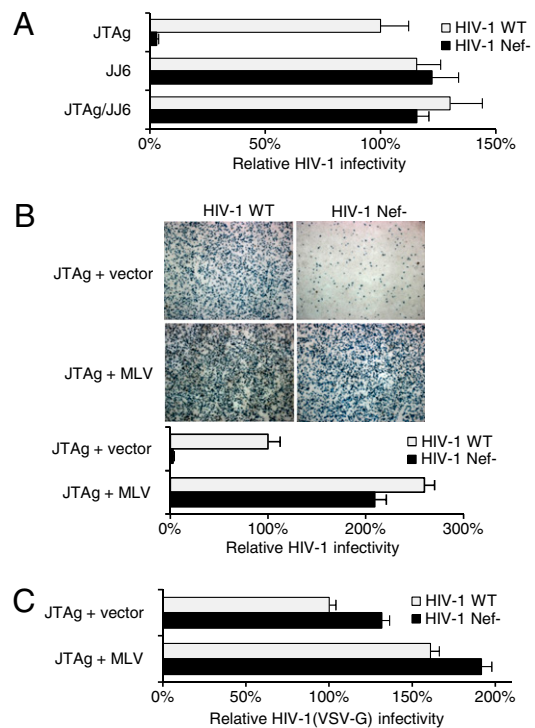 A
JTAg
JJ6
JTAg/JJ6
HIV-1 WT
HIV-1 Nef-
0% 50% 100% 150%
Relative HIV-1 infectivity
B
HIV-1 WT HIV-1 Nef-
JTAg + vector
JTAg + MLV
JTAg + vector
JTAg + MLV
HIV-1 WT
HIV-1 Nef-
0% 100% 200% 300%
Relative HIV-1 infectivity
C
JTAg + vector
JTAg + MLV
HIV-1 WT
HIV-1 Nef-
0% 50% 100% 150% 200%
Relative HIV-1(VSV-G) infectivity